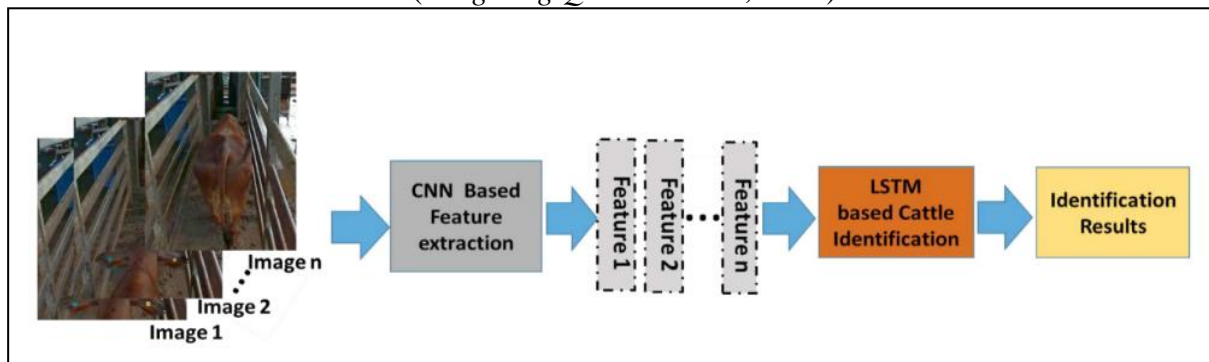 Image n
Image 2
Image 1
CNN Based
Feature
extraction
Feature 1
Feature 2
Feature n
LSTM
based Cattle
Identification
Identification
Results